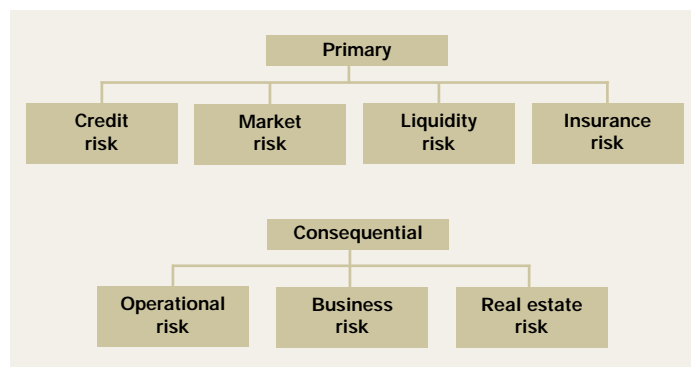 Primary
Credit
risk
Market
risk
Liquidity
risk
Insurance
risk
Consequential
Operational
risk
Business
risk
Real estate
risk